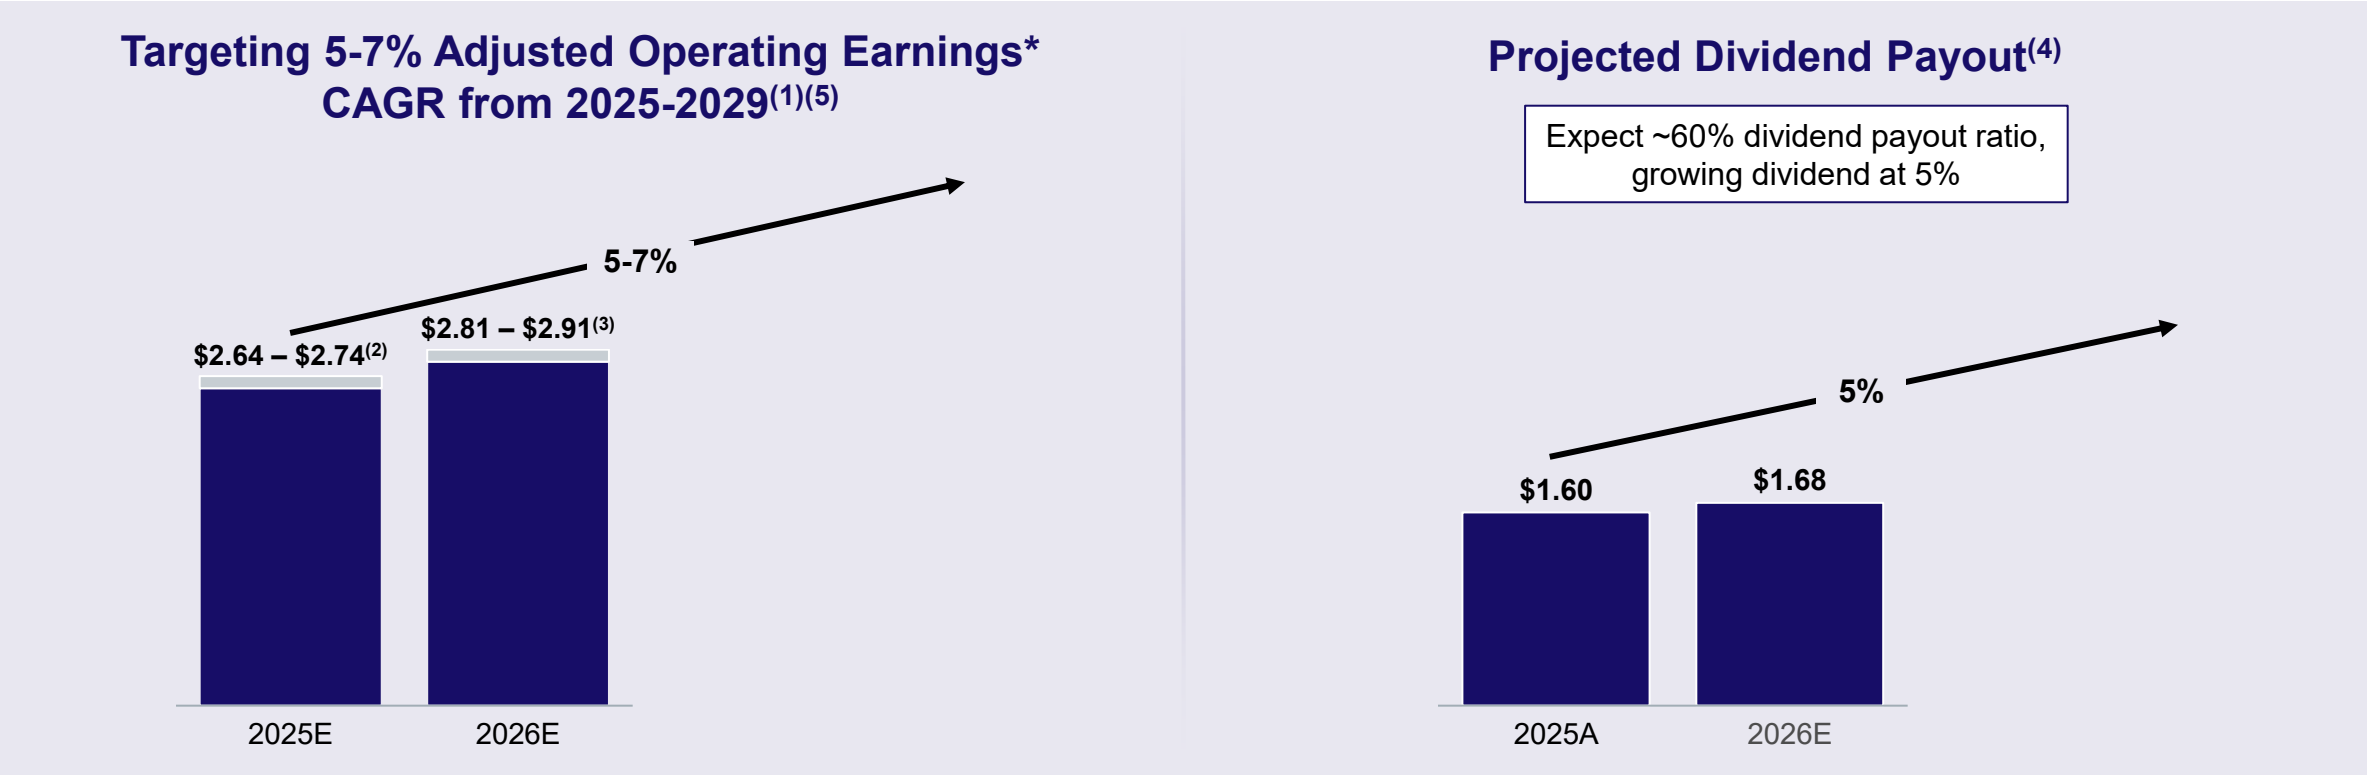 Targeting 5-7% Adjusted Operating Earnings*
CAGR from 2025-2029(1)(5)
5-7%
$2.64 – $2.74(2)
$2.81 – $2.91(3)
2025E
2026E
Projected Dividend Payout(4)
Expect ~60% dividend payout ratio,
growing dividend at 5%
5%
$1.60
$1.68
2025A
2026E